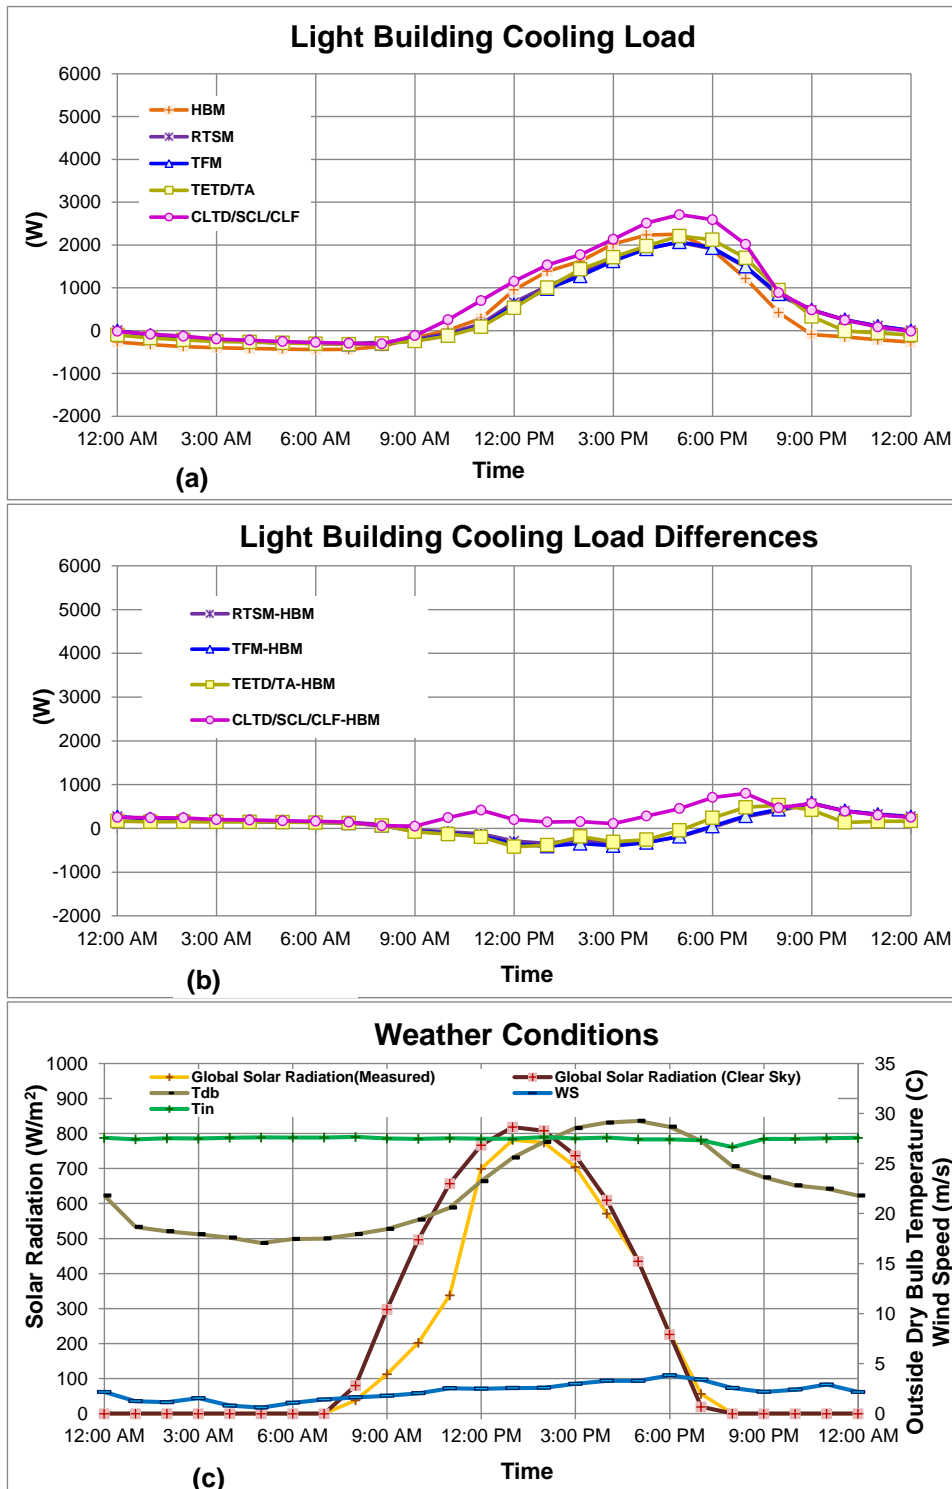 Light Building Cooling Load
6000
5000
4000
3000
2000
1000
0
-1000
-2000
(W)
HBM
RTSM
TFM
TETD/TA
CLTD/SCL/CLF
12:00 AM 3:00 AM 6:00 AM 9:00 AM 12:00 PM 3:00 PM 6:00 PM 9:00 PM 12:00 AM
Time
(a)
Light Building Cooling Load Differences
6000
5000
4000
3000
2000
1000
0
-1000
-2000
(W)
RTSM-HBM
TFM-HBM
TETD/TA-HBM
CLTD/SCL/CLF-HBM
12:00 AM 3:00 AM 6:00 AM 9:00 AM 12:00 PM 3:00 PM 6:00 PM 9:00 PM 12:00 AM
Time
(b)
Weather Conditions
1000
900
800
700
600
500
400
300
200
100
0
Solar Radiation (W/m²)
Global Solar Radiation(Measured)
Global Solar Radiation (Clear Sky)
Tdb
WS
Tin
35
30
25
20
15
10
5
0
Outside Dry Bulb Temperature (C)
Wind Speed (m/s)
12:00 AM 3:00 AM 6:00 AM 9:00 AM 12:00 PM 3:00 PM 6:00 PM 9:00 PM 12:00 AM
Time
(c)